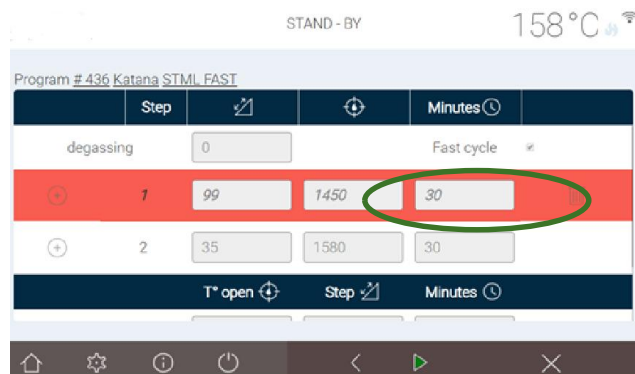 STAND - BY 158°C
Program # 436 Katana STML FAST
Step Minutes
degassing 0 Fast cycle
1 99 1450 30
2 35 1580 30
T° open Step Minutes